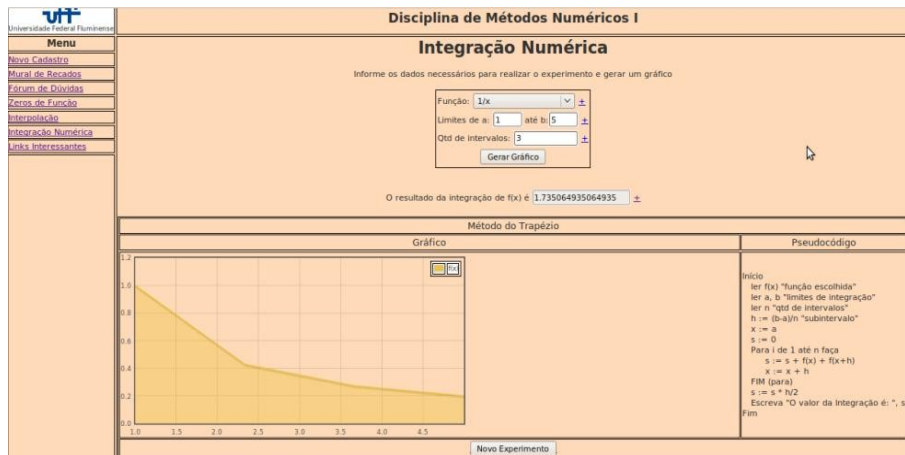 uff
Universidade Federal Fluminense
Disciplina de Métodos Numéricos I
Menu
Novo Cadastro
Mural de Recados
Fórum de Dúvidas
Zeros de Função
Interpolação
Integração Numérica
Links Interessantes
Integração Numérica
Informe os dados necessários para realizar o experimento e gerar um gráfico
Função: 1/x +
Limites de a: 1 até b: 5 +
Qtd de intervalos: 3 +
Gerar Gráfico
O resultado da integração de f(x) é 1.735064935064935 +
Método do Trapézio
Gráfico
Pseudocódigo
1.2
1.0
0.8
0.6
0.4
0.2
0.0
1.0 1.5 2.0 2.5 3.0 3.5 4.0 4.5
f(x)
Início
ler f(x) "função escolhida"
ler a, b "limites de integração"
ler n "qtd de intervalos"
h := (b-a)/n "subintervalo"
x := a
s := 0
Para i de 1 até n faça
s := s + f(x) + f(x+h)
x := x + h
FIM (para)
s := s * h/2
Escreva "O valor da Integração é: ", s
Fim
Novo Experimento